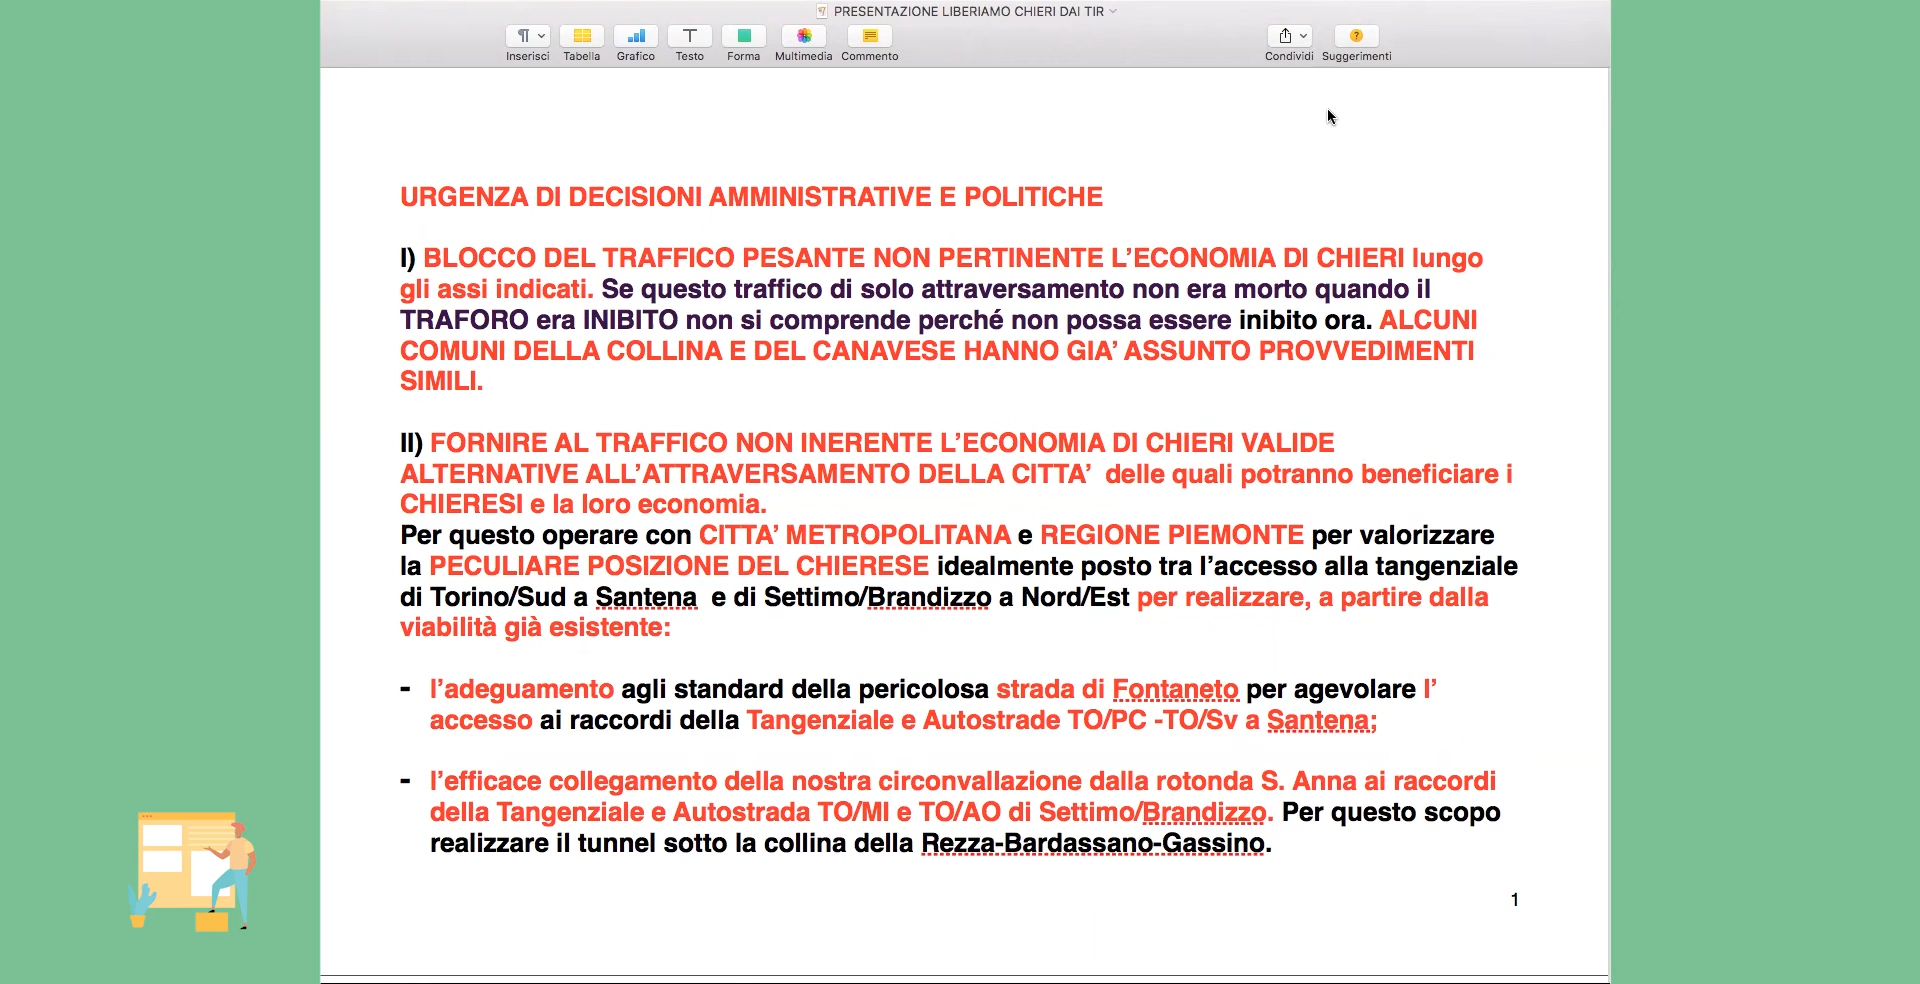 PRESENTAZIONE LIBERIAMO CHIERI DAI TIR
Inserisci Tabella Grafico Testo Forma Multimedia Commento Condividi Suggerimenti
URGENZA DI DECISIONI AMMINISTRATIVE E POLITICHE
I) BLOCCO DEL TRAFFICO PESANTE NON PERTINENTE L'ECONOMIA DI CHIERI lungo
gli assi indicati. Se questo traffico di solo attraversamento non era morto quando il
TRAFORO era INIBITO non si comprende perché non possa essere inibito ora. ALCUNI
COMUNI DELLA COLLINA E DEL CANAVESE HANNO GIA' ASSUNTO PROVVEDIMENTI
SIMILI.
II) FORNIRE AL TRAFFICO NON INERENTE L'ECONOMIA DI CHIERI VALIDE
ALTERNATIVE ALL'ATTRAVERSAMENTO DELLA CITTA' delle quali potranno beneficiare i
CHIERESI e la loro economia.
Per questo operare con CITTA' METROPOLITANA e REGIONE PIEMONTE per valorizzare
la PECULIARE POSIZIONE DEL CHIERESE idealmente posto tra l'accesso alla tangenziale
di Torino/Sud a Santena e di Settimo/Brandizzo a Nord/Est per realizzare, a partire dalla
viabilità già esistente:
- l'adeguamento agli standard della pericolosa strada di Fontaneto per agevolare l'
accesso ai raccordi della Tangenziale e Autostrade TO/PC -TO/Sv a Santena;
- l'efficace collegamento della nostra circonvallazione dalla rotonda S. Anna ai raccordi
della Tangenziale e Autostrada TO/MI e TO/AO di Settimo/Brandizzo. Per questo scopo
realizzare il tunnel sotto la collina della Rezza-Bardassano-Gassino.
1